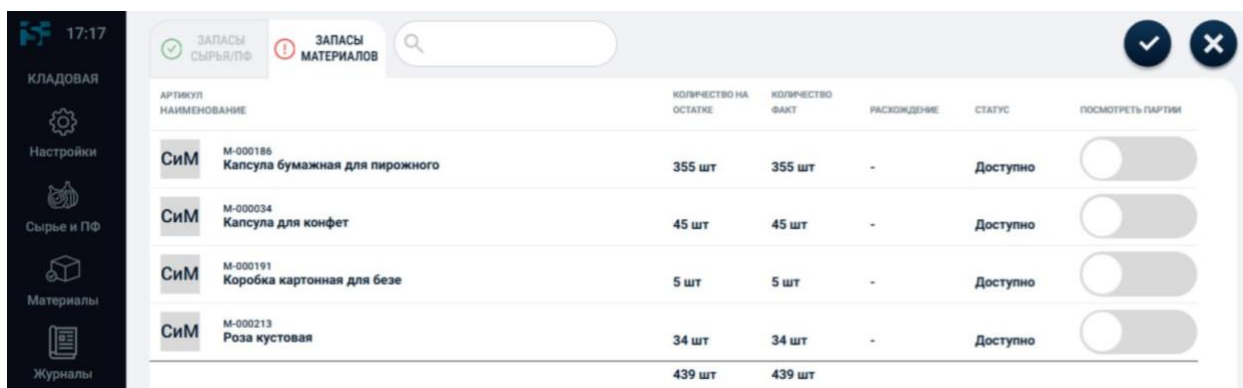 17:17
КЛАДОВАЯ
Настройки
Сырье и ПФ
Материалы
Журналы
ЗАПАСЫ
СЫРЬЯ/ПФ
ЗАПАСЫ
МАТЕРИАЛОВ
АРТИКУЛ
НАИМЕНОВАНИЕ
КОЛИЧЕСТВО НА
ОСТАТКЕ
КОЛИЧЕСТВО
ФАКТ
РАСХОЖДЕНИЕ
СТАТУС
ПОСМОТРЕТЬ ПАРТИИ
СиМ
М-000186
Капсула бумажная для пирожного
355 шт 355 шт - Доступно
СиМ
М-000034
Капсула для конфет
45 шт 45 шт - Доступно
СиМ
М-000191
Коробка картонная для безе
5 шт 5 шт - Доступно
СиМ
М-000213
Роза кустовая
34 шт 34 шт - Доступно
439 шт 439 шт